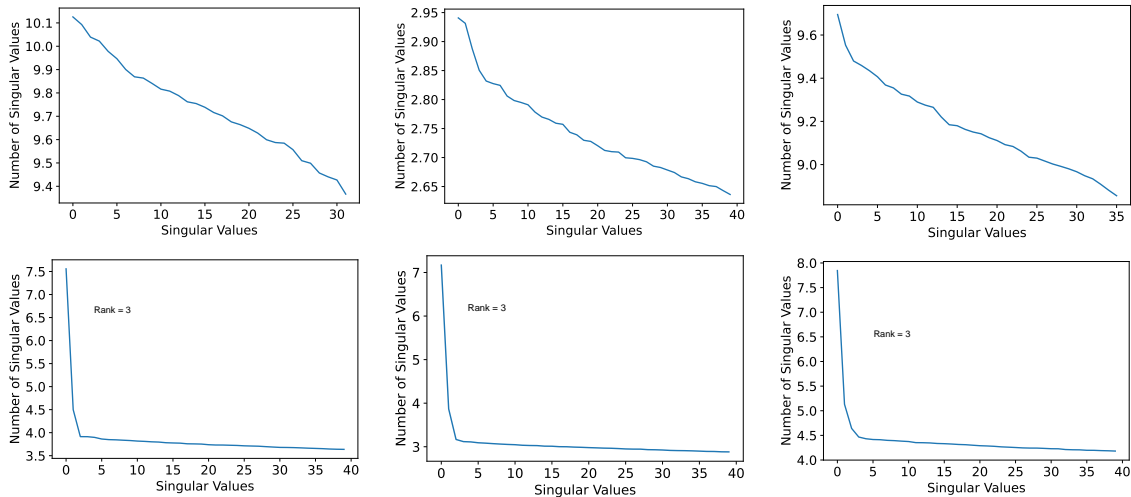 Number of Singular Values
10.1
10.0
9.9
9.8
9.7
9.6
9.5
9.4
0 5 10 15 20 25 30
Singular Values
Number of Singular Values
2.95
2.90
2.85
2.80
2.75
2.70
2.65
0 5 10 15 20 25 30 35 40
Singular Values
Number of Singular Values
9.6
9.4
9.2
9.0
0 5 10 15 20 25 30 35
Singular Values
Number of Singular Values
7.5
7.0
6.5
6.0
5.5
5.0
4.5
4.0
3.5
Rank = 3
0 5 10 15 20 25 30 35 40
Singular Values
Number of Singular Values
7
6
5
4
3
Rank = 3
0 5 10 15 20 25 30 35 40
Singular Values
Number of Singular Values
8.0
7.5
7.0
6.5
6.0
5.5
5.0
4.5
4.0
Rank = 3
0 5 10 15 20 25 30 35 40
Singular Values